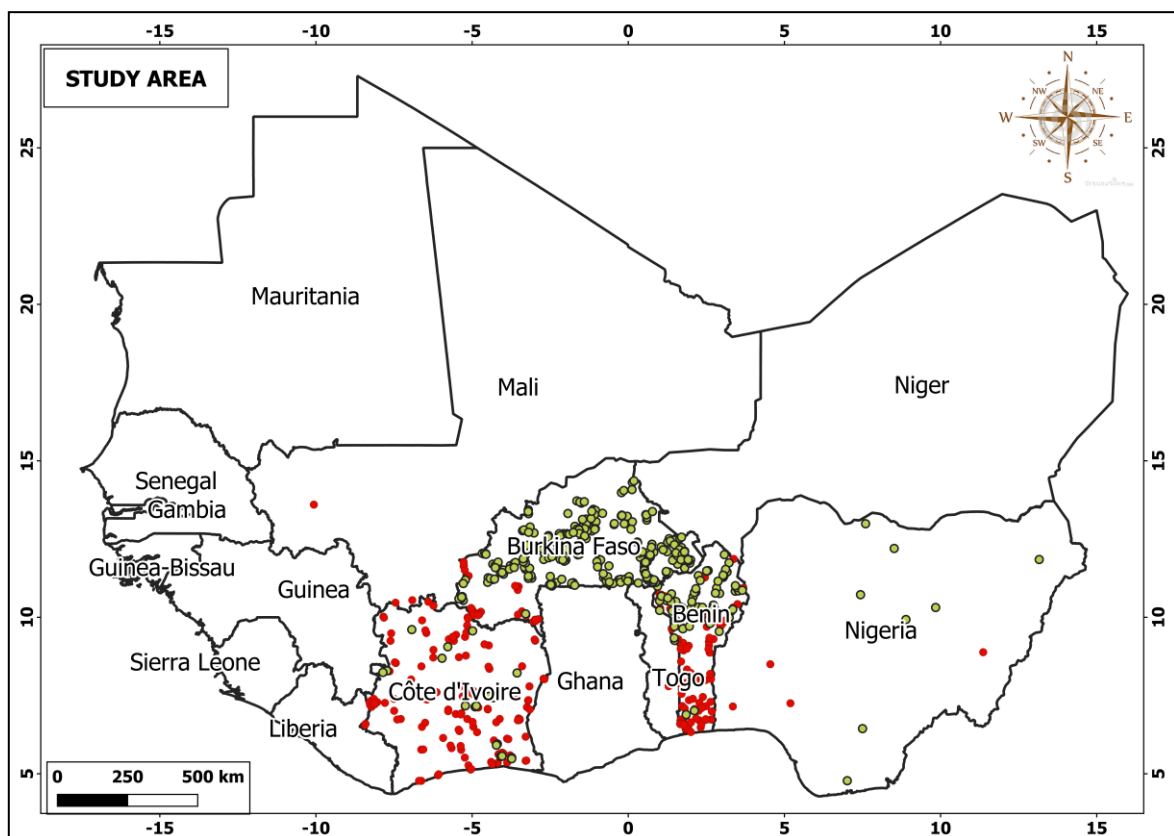 -15 -10 -5 0 5 10 15
STUDY AREA
N
NW NE
W E
SW SE
S
25 25
20 20
Mauritania
Mali
Niger
15 15
Senegal
Gambia
Burkina Faso
Guinea-Bissau
Guinea
10 10
Benin
Nigeria
Sierra Leone
Côte d'Ivoire
Ghana
Togo
Liberia
5 5
0 250 500 km
-15 -10 -5 0 5 10 15